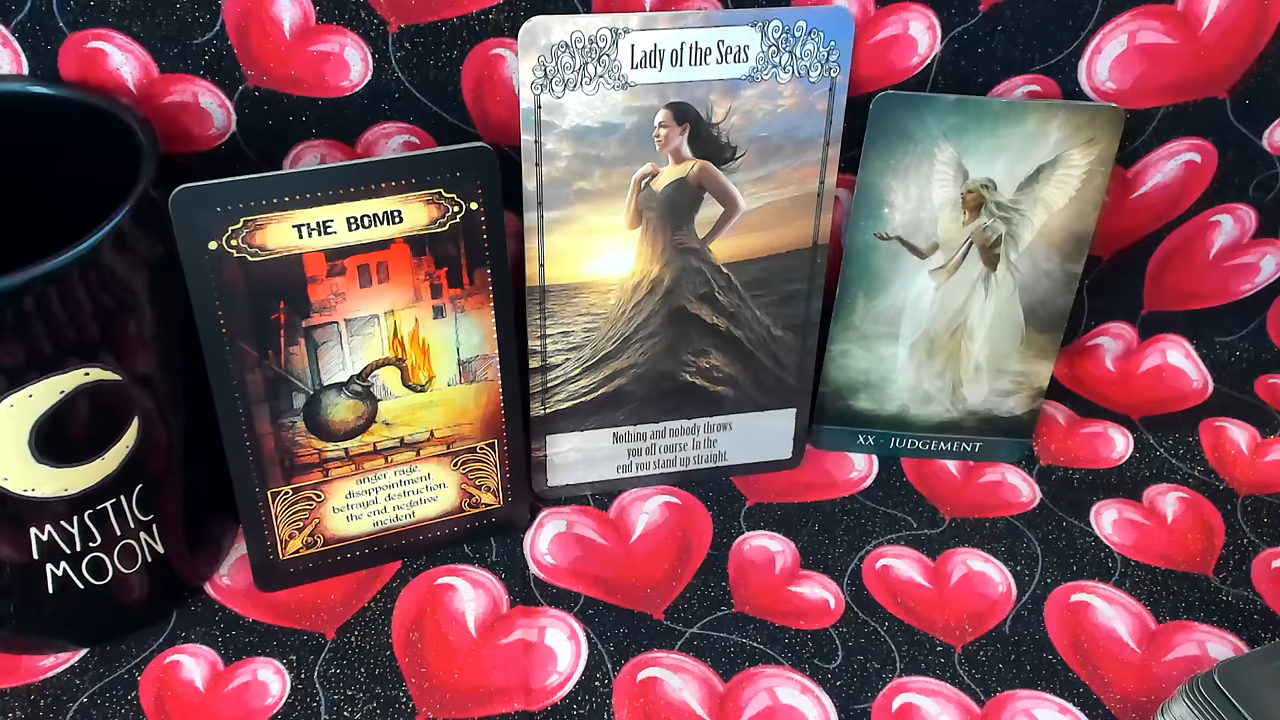 MYSTIC
MOON
THE BOMB
anger, rage,
disappointment,
betrayal, destruction,
the end, negative
incident
Lady of the Seas
Nothing and nobody throws
you off course. In the
end you stand up straight.
XX - JUDGEMENT